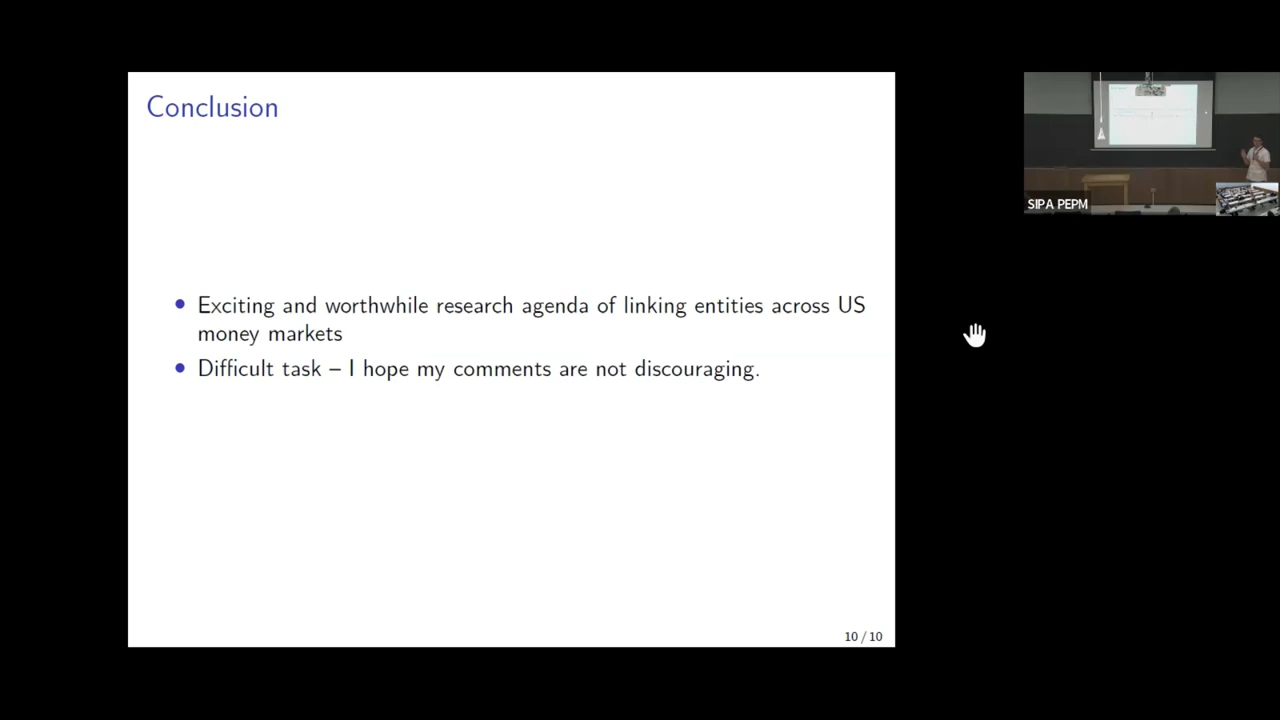 Conclusion
• Exciting and worthwhile research agenda of linking entities across US
money markets
• Difficult task – I hope my comments are not discouraging.
10 / 10
SIPA PEPM